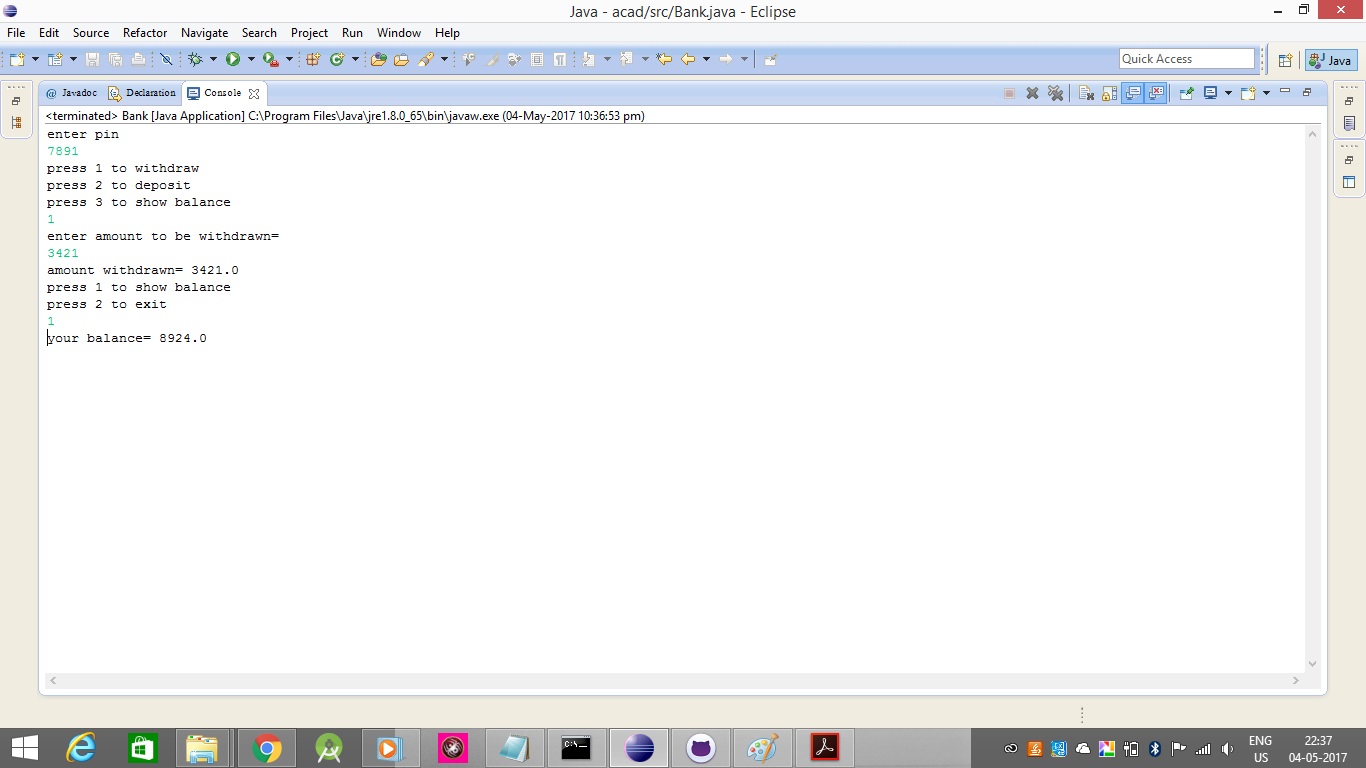 Java - acad/src/Bank.java - Eclipse
File Edit Source Refactor Navigate Search Project Run Window Help
Quick Access
Java
@ Javadoc Declaration Console
<terminated> Bank [Java Application] C:\Program Files\Java\jre1.8.0_65\bin\javaw.exe (04-May-2017 10:36:53 pm)
enter pin
7891
press 1 to withdraw
press 2 to deposit
press 3 to show balance
1
enter amount to be withdrawn=
3421
amount withdrawn= 3421.0
press 1 to show balance
press 2 to exit
1
your balance= 8924.0
ENG 22:37
US 04-05-2017